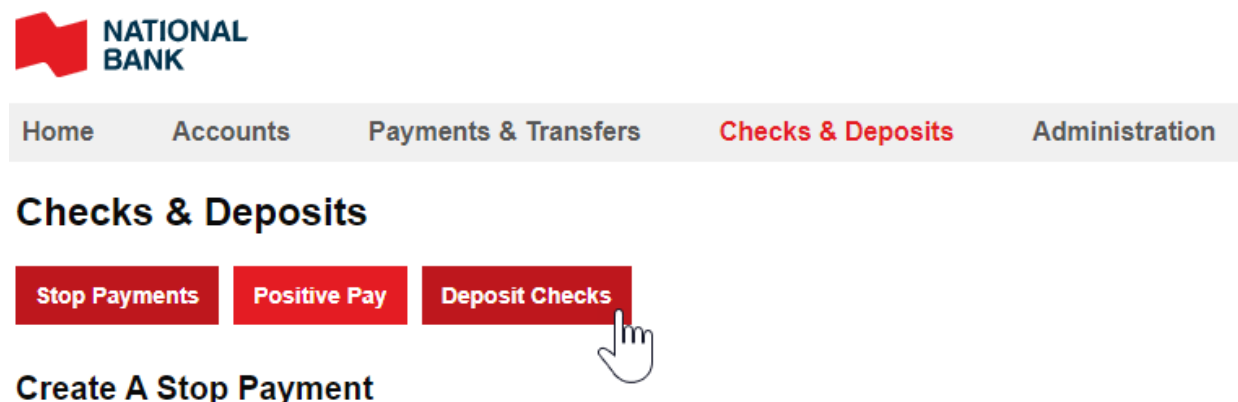 NATIONAL
BANK
Home Accounts Payments & Transfers Checks & Deposits Administration
Checks & Deposits
Stop Payments Positive Pay Deposit Checks
Create A Stop Payment